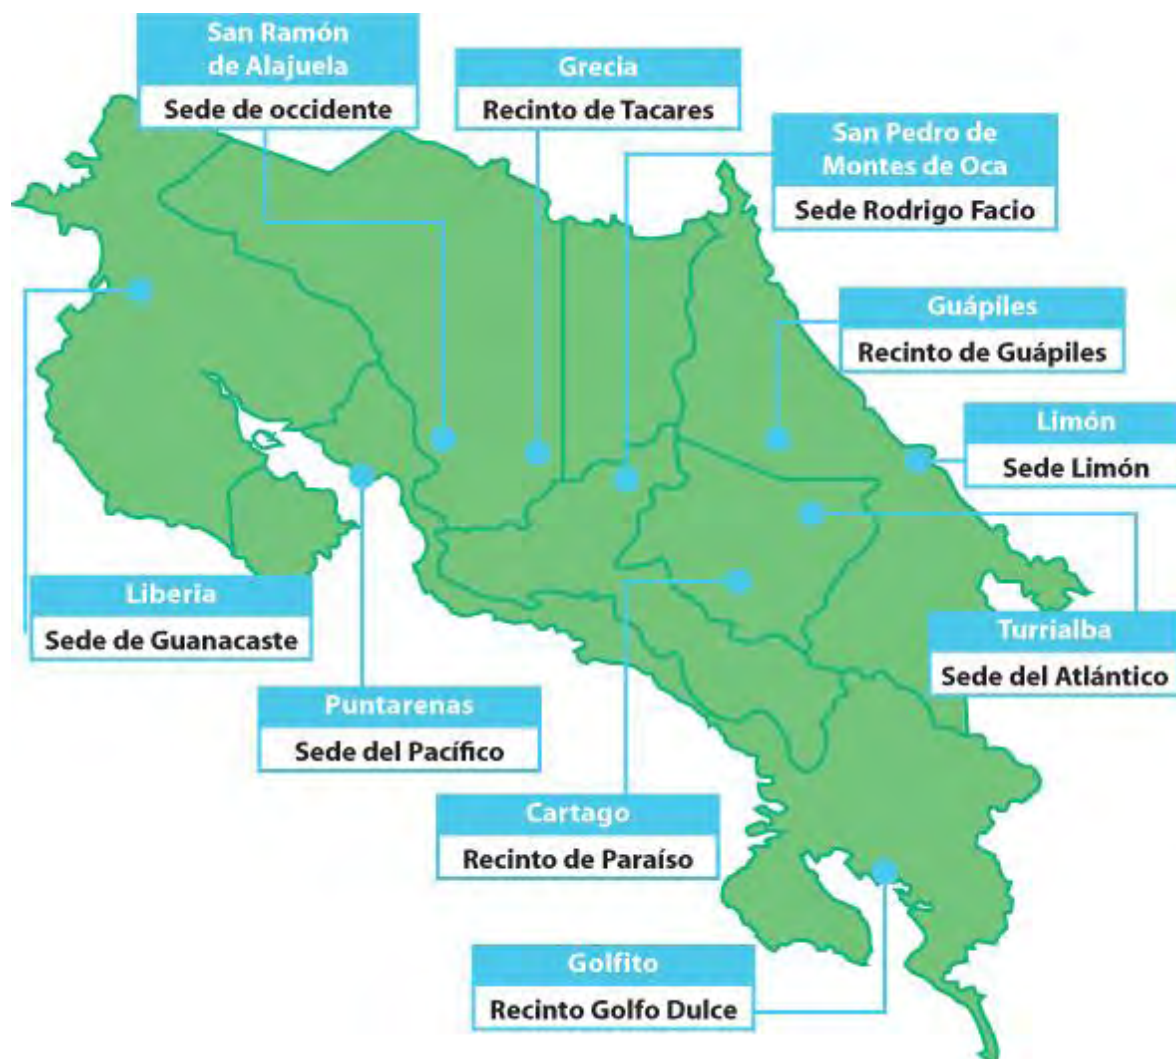 San Ramón
de Alajuela
Sede de occidente
Grecia
Recinto de Tacares
San Pedro de
Montes de Oca
Sede Rodrigo Facio
Guápiles
Recinto de Guápiles
Limón
Sede Limón
Liberia
Sede de Guanacaste
Turrialba
Sede del Atlántico
Puntarenas
Sede del Pacífico
Cartago
Recinto de Paraíso
Golfito
Recinto Golfo Dulce